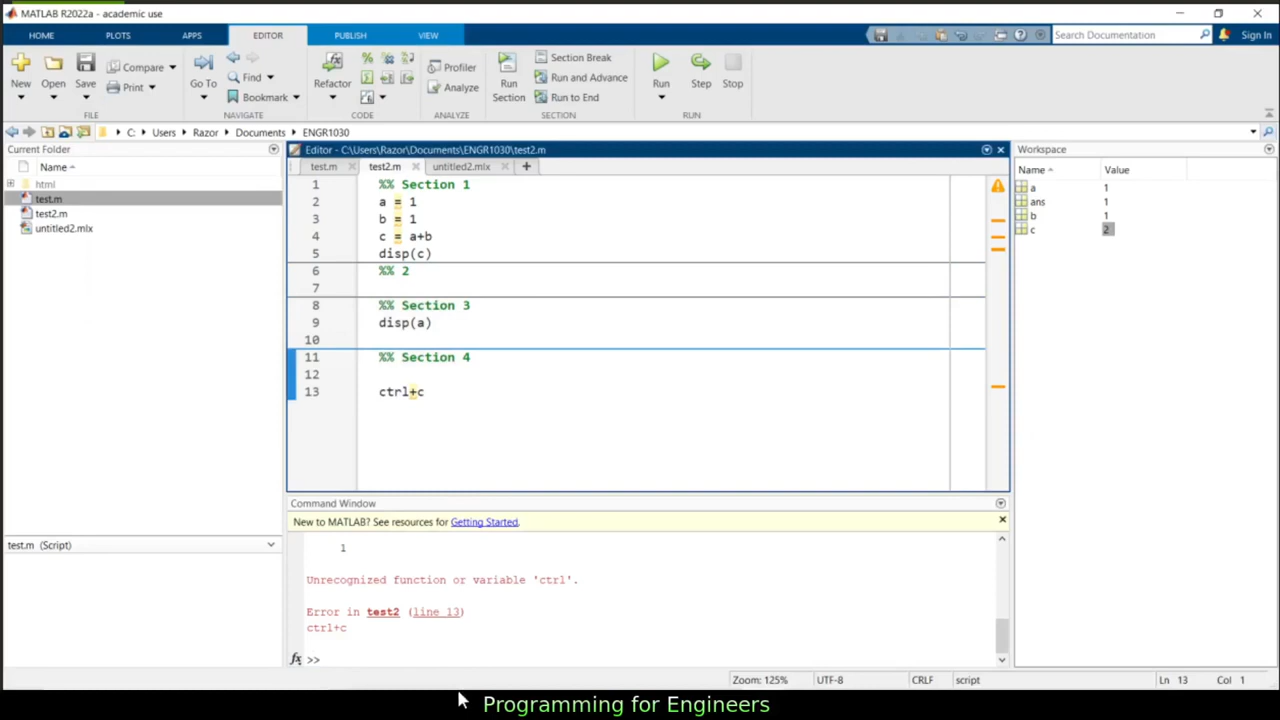 MATLAB R2022a - academic use
HOME PLOTS APPS EDITOR PUBLISH VIEW Search Documentation Sign In
New Open Save Compare Print Go To Find Bookmark Refactor Profiler Analyze Run Section Section Break Run and Advance Run to End Run Step Stop
FILE NAVIGATE CODE ANALYZE SECTION RUN
C: Users Razor Documents ENGR1030
Current Folder
Name
html
test.m
test2.m
untitled2.mlx
test.m (Script)
Editor - C:\Users\Razor\Documents\ENGR1030\test2.m
test.m test2.m untitled2.mlx
1 %% Section 1
2 a = 1
3 b = 1
4 c = a+b
5 disp(c)
6 %% 2
7
8 %% Section 3
9 disp(a)
10
11 %% Section 4
12
13 ctrl+c
Command Window
New to MATLAB? See resources for Getting Started.
1
Unrecognized function or variable 'ctrl'.
Error in test2 (line 13)
ctrl+c
fx >>
Workspace
Name Value
a 1
ans 1
b 1
c 2
Zoom: 125% UTF-8 CRLF script Ln 13 Col 1
Programming for Engineers